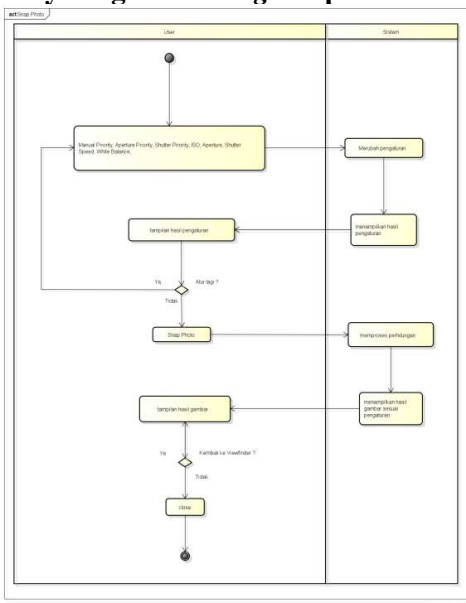 act Snap Photo
User
Sistem
Manual Priority, Aperture Priority, Shutter Priority, ISO, Aperture, Shutter
Speed, White Balance,
Merubah pengaturan
menampilkan hasil
pengaturan
tampilan hasil pengaturan
Ya
Atur lagi ?
Tidak
Snap Photo
memproses perhitungan
menampilkan hasil
gambar sesuai
pengaturan
tampilan hasil gambar
Ya
Kembali ke Viewfinder ?
Tidak
close